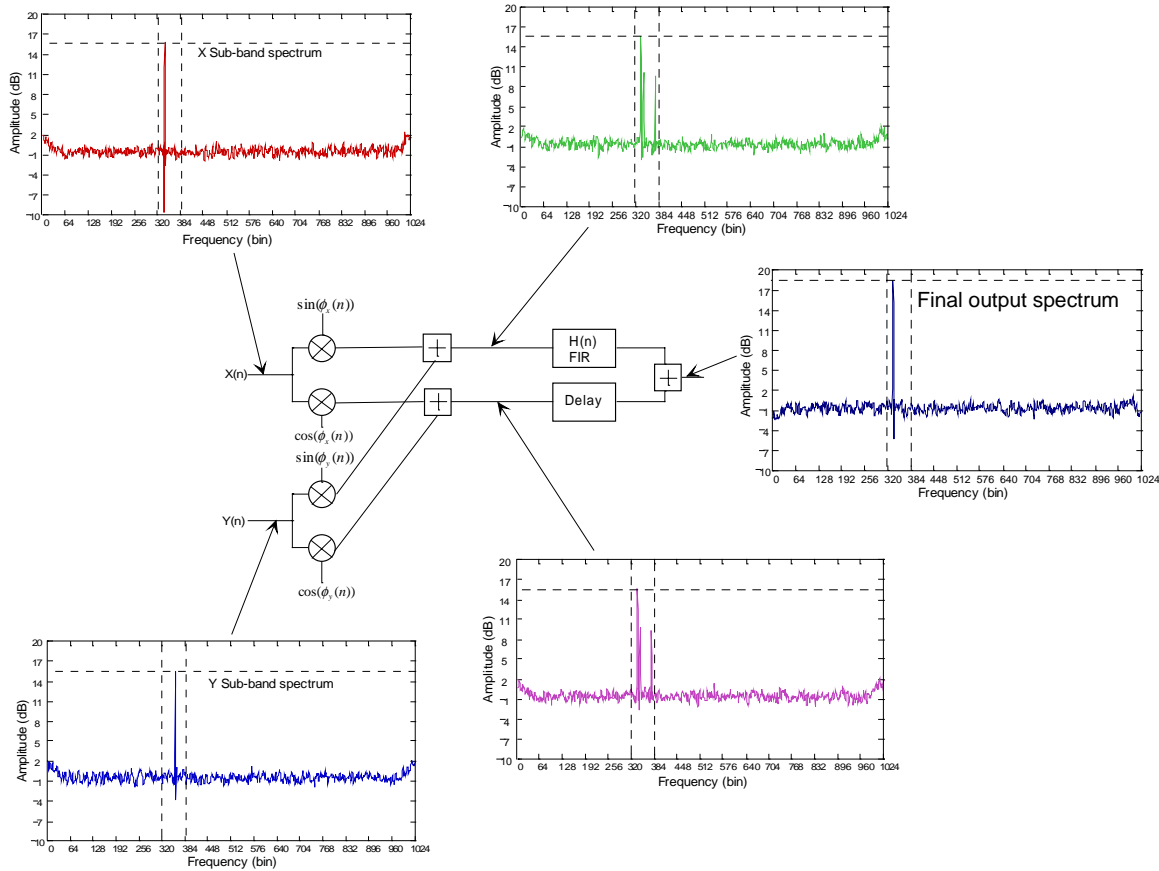 20
17
14
11
8
5
2
−1
−4
−7
−10
Amplitude (dB)
X Sub-band spectrum
0 64 128 192 256 320 384 448 512 576 640 704 768 832 896 960 1024
Frequency (bin)
20
17
14
11
8
5
2
−1
−4
−7
−10
Amplitude (dB)
0 64 128 192 256 320 384 448 512 576 640 704 768 832 896 960 1024
Frequency (bin)
20
17
14
11
8
5
2
−1
−4
−7
−10
Amplitude (dB)
Final output spectrum
0 64 128 192 256 320 384 448 512 576 640 704 768 832 896 960 1024
Frequency (bin)
sin(ϕx(n))
X(n)
cos(ϕx(n))
sin(ϕy(n))
Y(n)
cos(ϕy(n))
+
+
H(n)
FIR
Delay
+
20
17
14
11
8
5
2
−1
−4
−7
−10
Amplitude (dB)
0 64 128 192 256 320 384 448 512 576 640 704 768 832 896 960 1024
Frequency (bin)
20
17
14
11
8
5
2
−1
−4
−7
−10
Amplitude (dB)
Y Sub-band spectrum
0 64 128 192 256 320 384 448 512 576 640 704 768 832 896 960 1024
Frequency (bin)